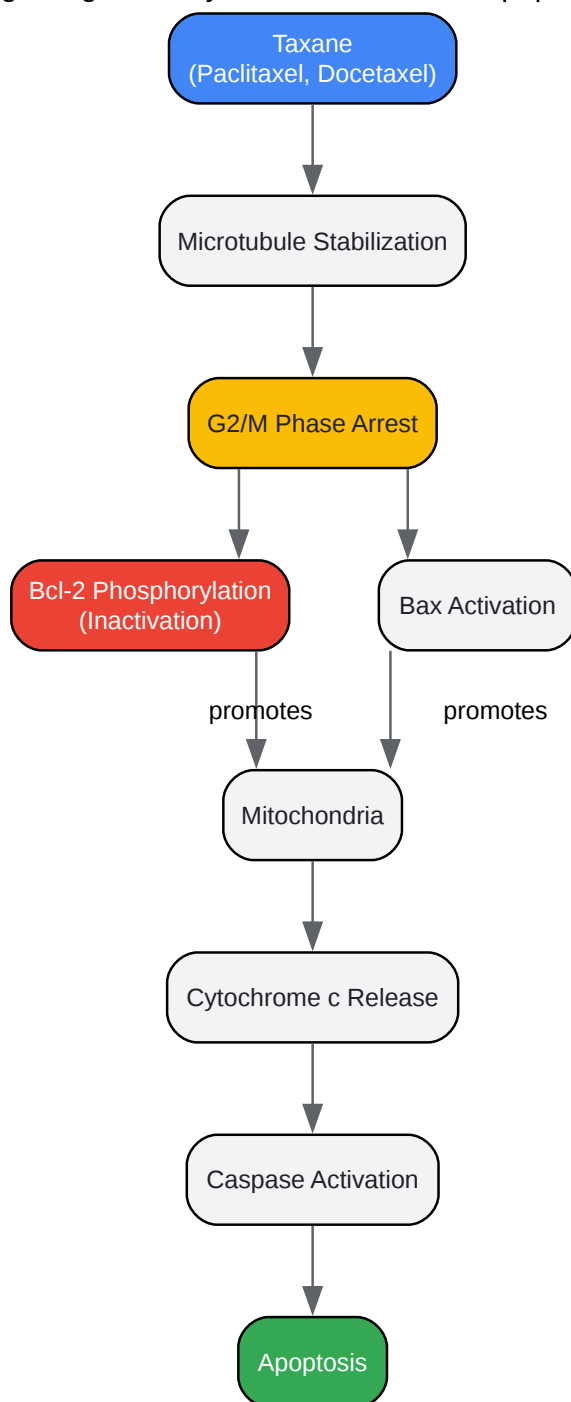 Taxane
(Paclitaxel, Docetaxel)
Microtubule Stabilization
G2/M Phase Arrest
Bcl-2 Phosphorylation
(Inactivation)
Bax Activation
promotes
promotes
Mitochondria
Cytochrome c Release
Caspase Activation
Apoptosis